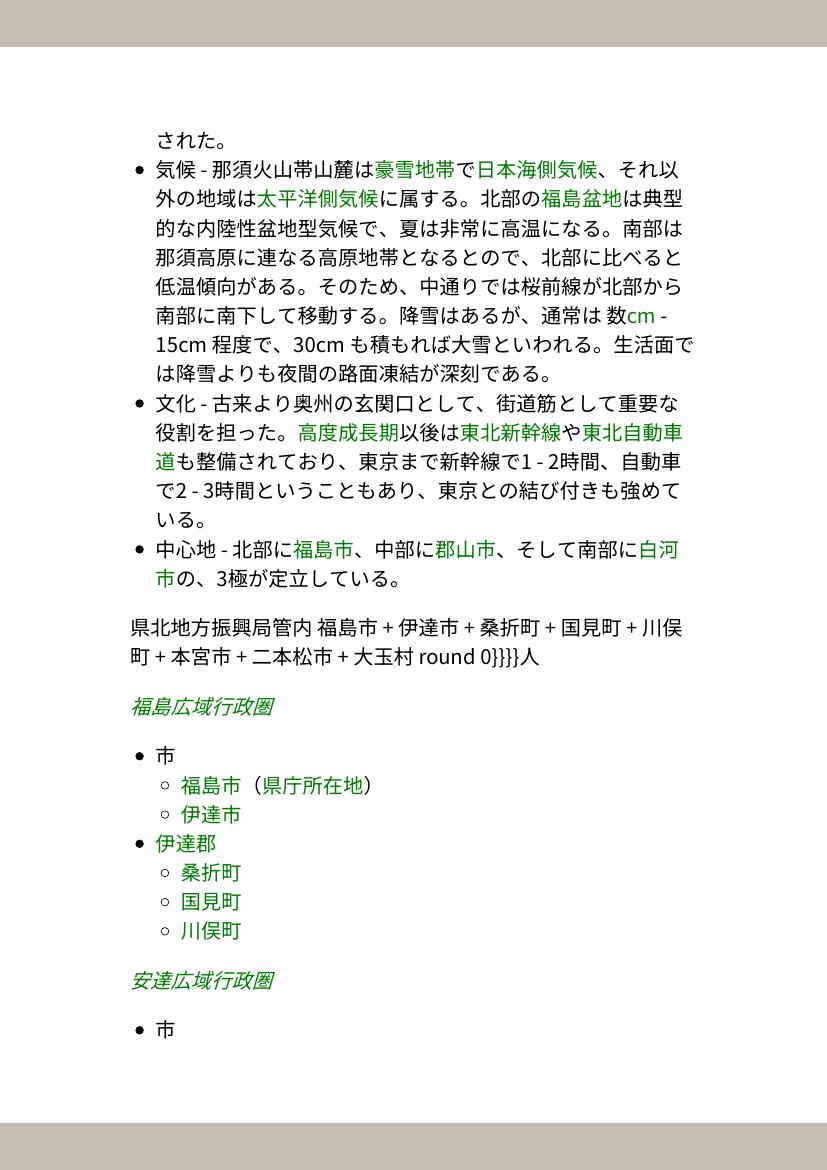 された。
気候 - 那須火山帯山麓は豪雪地帯で日本海側気候、それ以
外の地域は太平洋側気候に属する。北部の福島盆地は典型
的な内陸性盆地型気候で、夏は非常に高温になる。南部は
那須高原に連なる高原地帯となるとので、北部に比べると
低温傾向がある。そのため、中通りでは桜前線が北部から
南部に南下して移動する。降雪はあるが、通常は 数cm -
15cm 程度で、30cm も積もれば大雪といわれる。生活面で
は降雪よりも夜間の路面凍結が深刻である。
文化 - 古来より奥州の玄関口として、街道筋として重要な
役割を担った。高度成長期以後は東北新幹線や東北自動車
道も整備されており、東京まで新幹線で1 - 2時間、自動車
で2 - 3時間ということもあり、東京との結び付きも強めて
いる。
中心地 - 北部に福島市、中部に郡山市、そして南部に白河
市の、3極が定立している。
県北地方振興局管内 福島市 + 伊達市 + 桑折町 + 国見町 + 川俣
町 + 本宮市 + 二本松市 + 大玉村 round 0}}}}人
福島広域行政圏
市
福島市（県庁所在地）
伊達市
伊達郡
桑折町
国見町
川俣町
安達広域行政圏
市